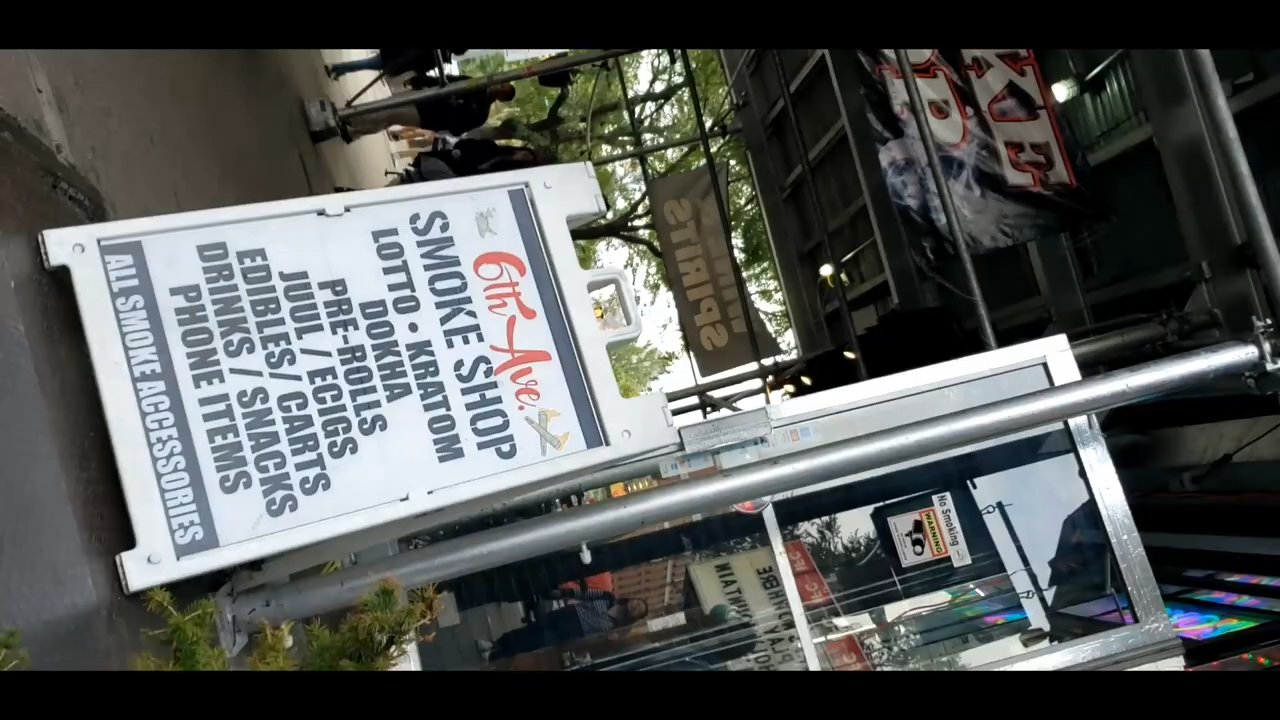 6th Ave.
SMOKE SHOP
LOTTO · KRATOM
DOKHA
PRE-ROLLS
JUUL / ECIGS
EDIBLES/ CARTS
DRINKS / SNACKS
PHONE ITEMS
ALL SMOKE ACCESSORIES
SPIRITS
No Smoking
WARNING